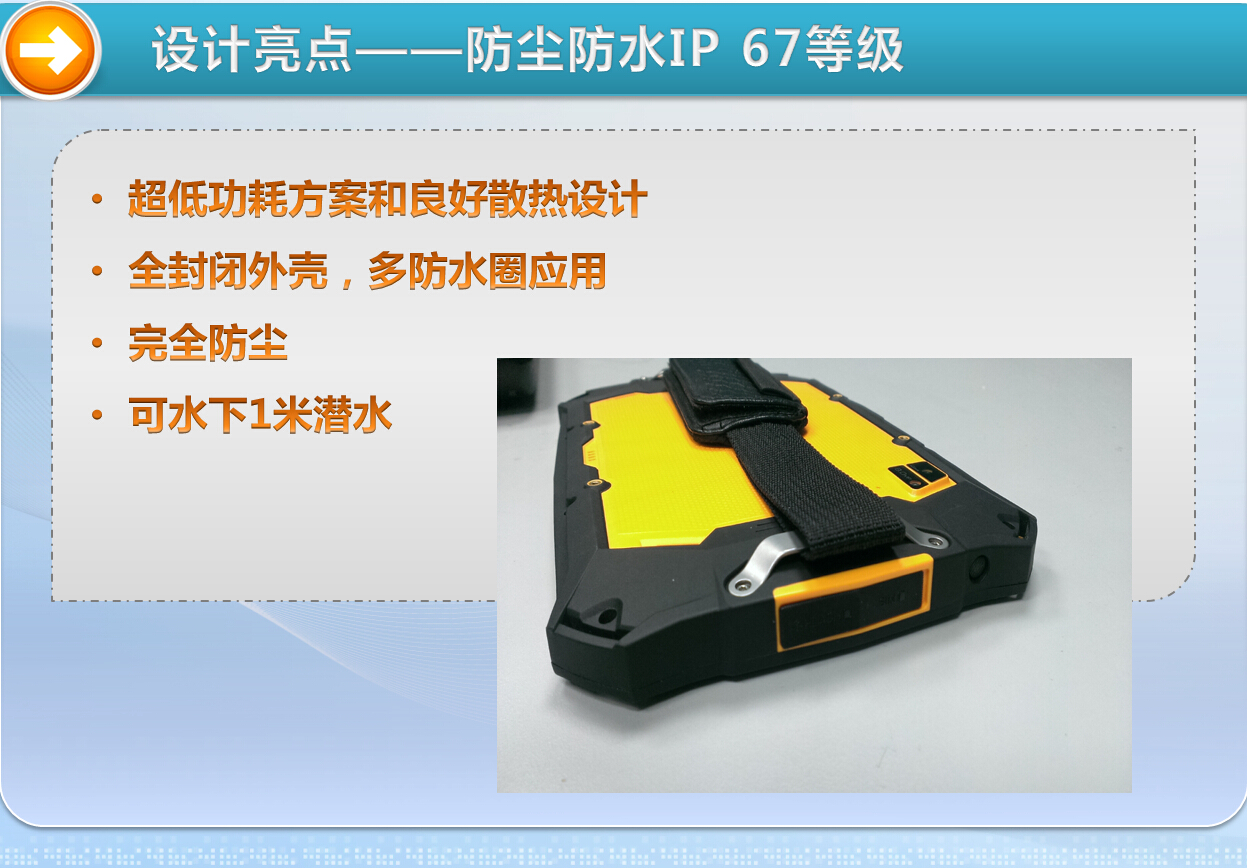 设计亮点——防尘防水IP 67等级
• 超低功耗方案和良好散热设计
• 全封闭外壳，多防水圈应用
• 完全防尘
• 可水下1米潜水